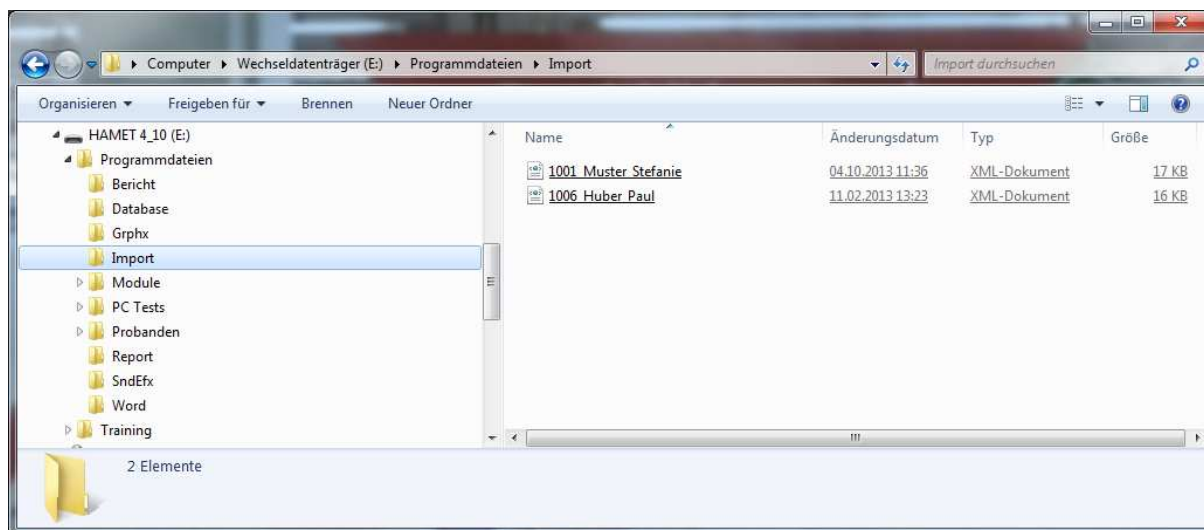 Computer ▸ Wechseldatenträger (E:) ▸ Programmdateien ▸ Import
Import durchsuchen
Organisieren Freigeben für Brennen Neuer Ordner
HAMET 4_10 (E:)
Programmdateien
Bericht
Database
Grphx
Import
Module
PC Tests
Probanden
Report
SndEfx
Word
Training
Name Änderungsdatum Typ Größe
1001 Muster Stefanie 04.10.2013 11:36 XML-Dokument 17 KB
1006 Huber Paul 11.02.2013 13:23 XML-Dokument 16 KB
2 Elemente